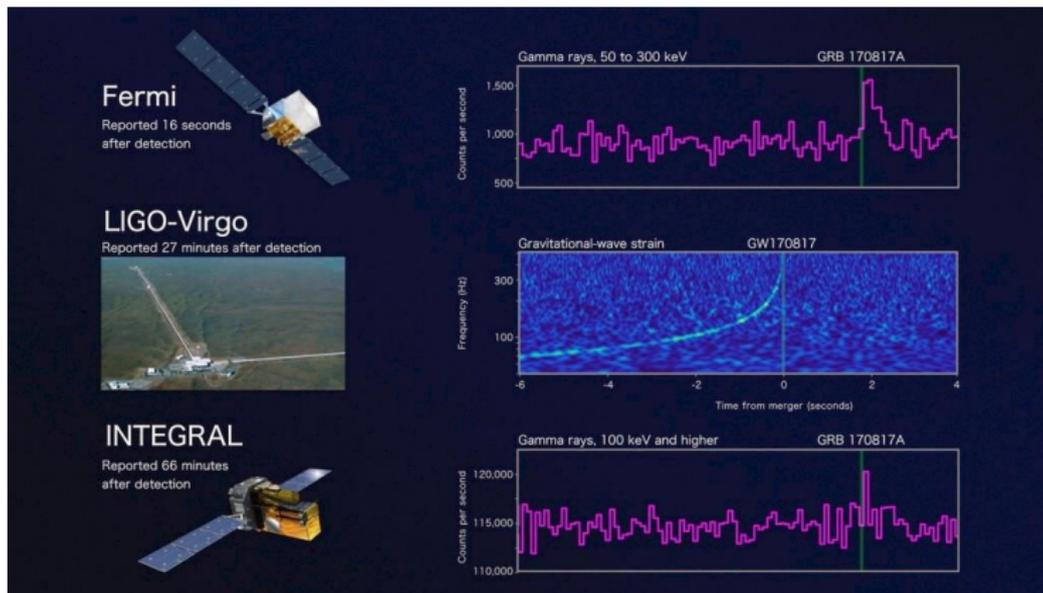 Fermi
Reported 16 seconds
after detection
Gamma rays, 50 to 300 keV
GRB 170817A
Counts per second
1,500
1,000
500
LIGO-Virgo
Reported 27 minutes after detection
Gravitational-wave strain
GW170817
Frequency (Hz)
300
100
-6
-4
-2
0
2
4
Time from merger (seconds)
INTEGRAL
Reported 66 minutes
after detection
Gamma rays, 100 keV and higher
GRB 170817A
Counts per second
120,000
115,000
110,000